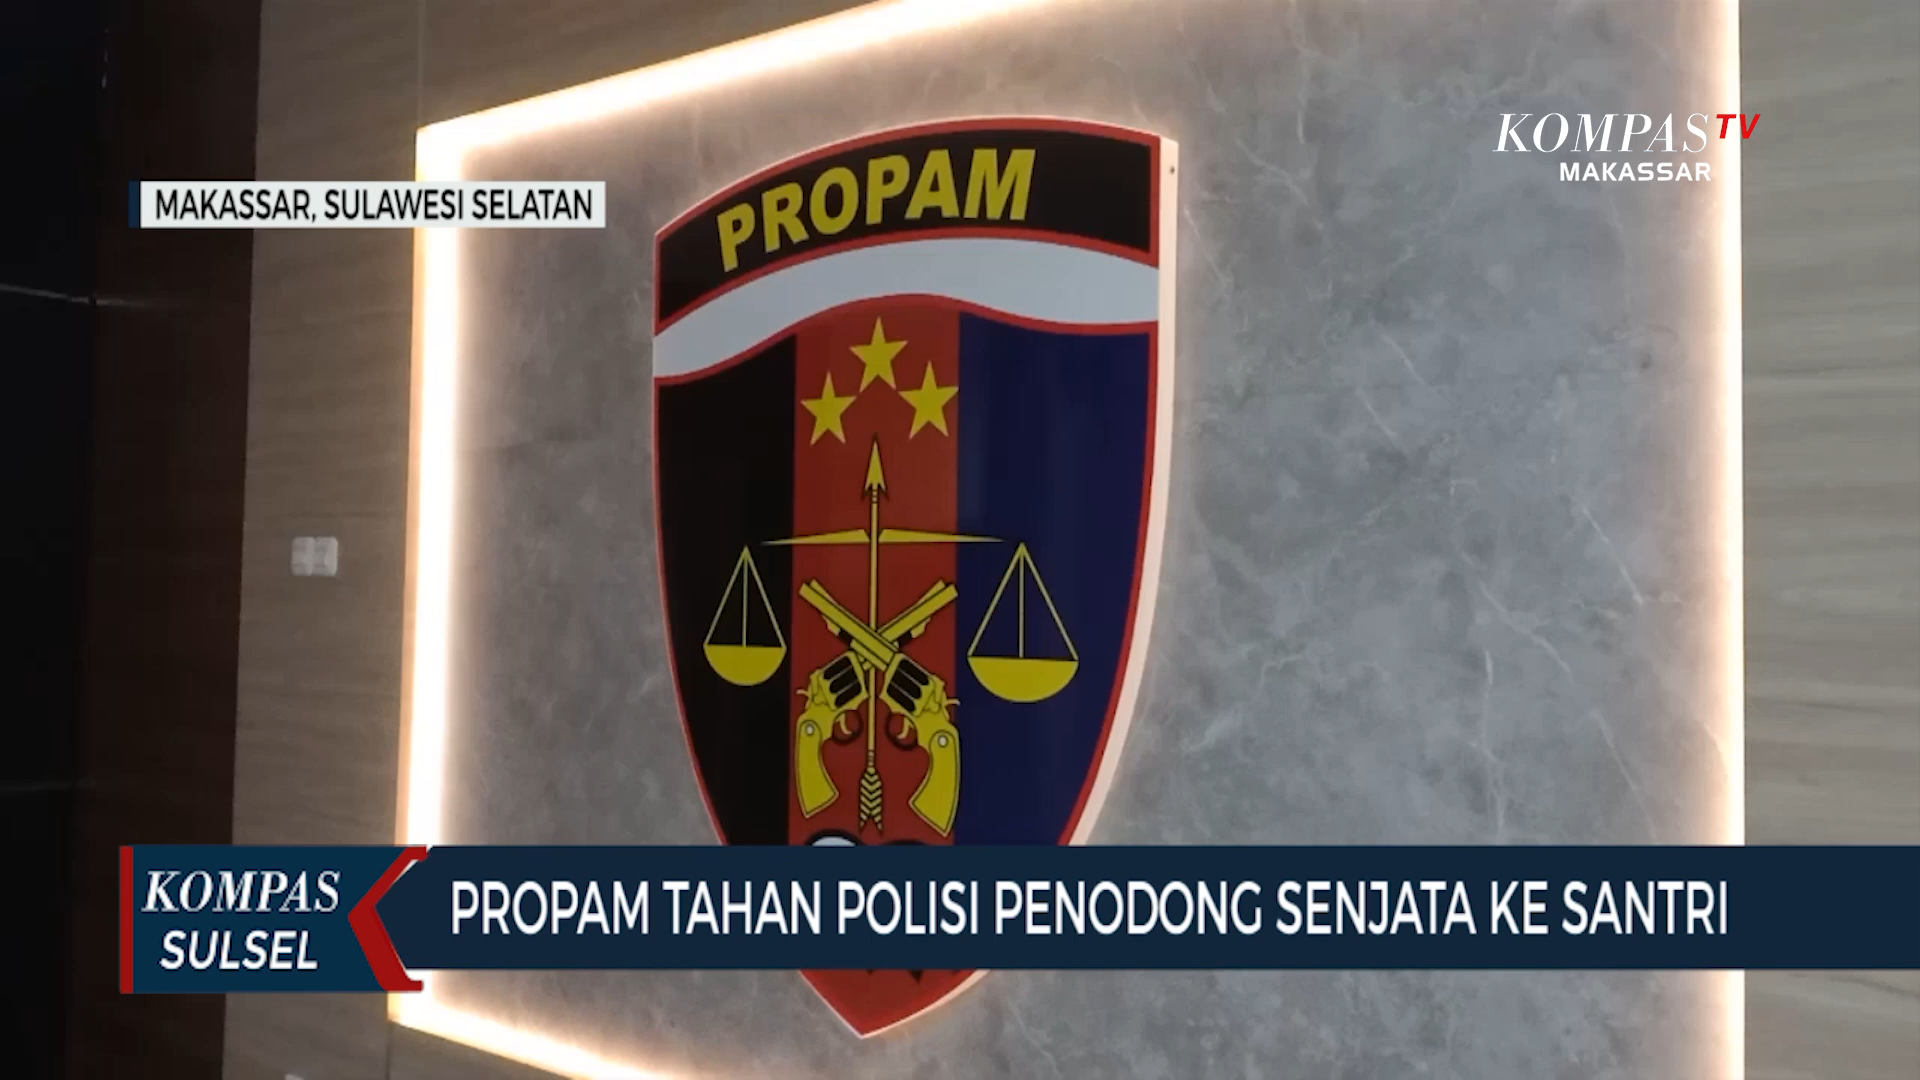 KOMPAS TV
MAKASSAR
MAKASSAR, SULAWESI SELATAN
PROPAM
KOMPAS
SULSEL
PROPAM TAHAN POLISI PENODONG SENJATA KE SANTRI